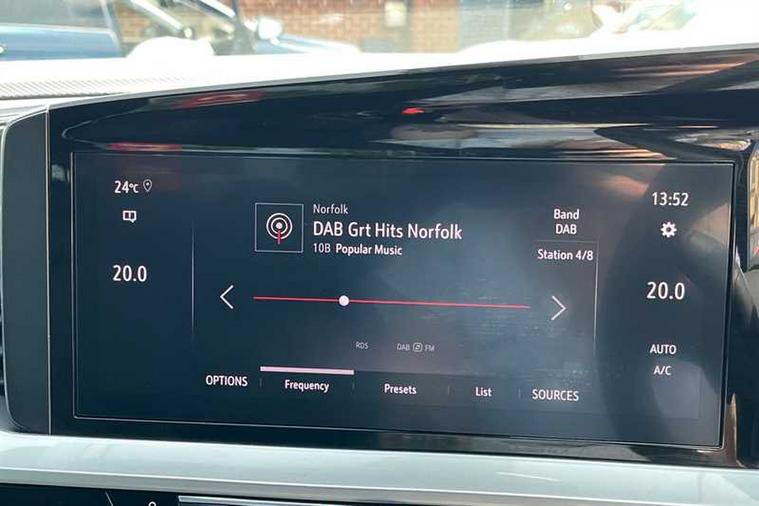 24°C
20.0
Norfolk
DAB Grt Hits Norfolk
10B Popular Music
Band
DAB
Station 4/8
13:52
20.0
AUTO
A/C
RDS
DAB FM
OPTIONS
Frequency
Presets
List
SOURCES